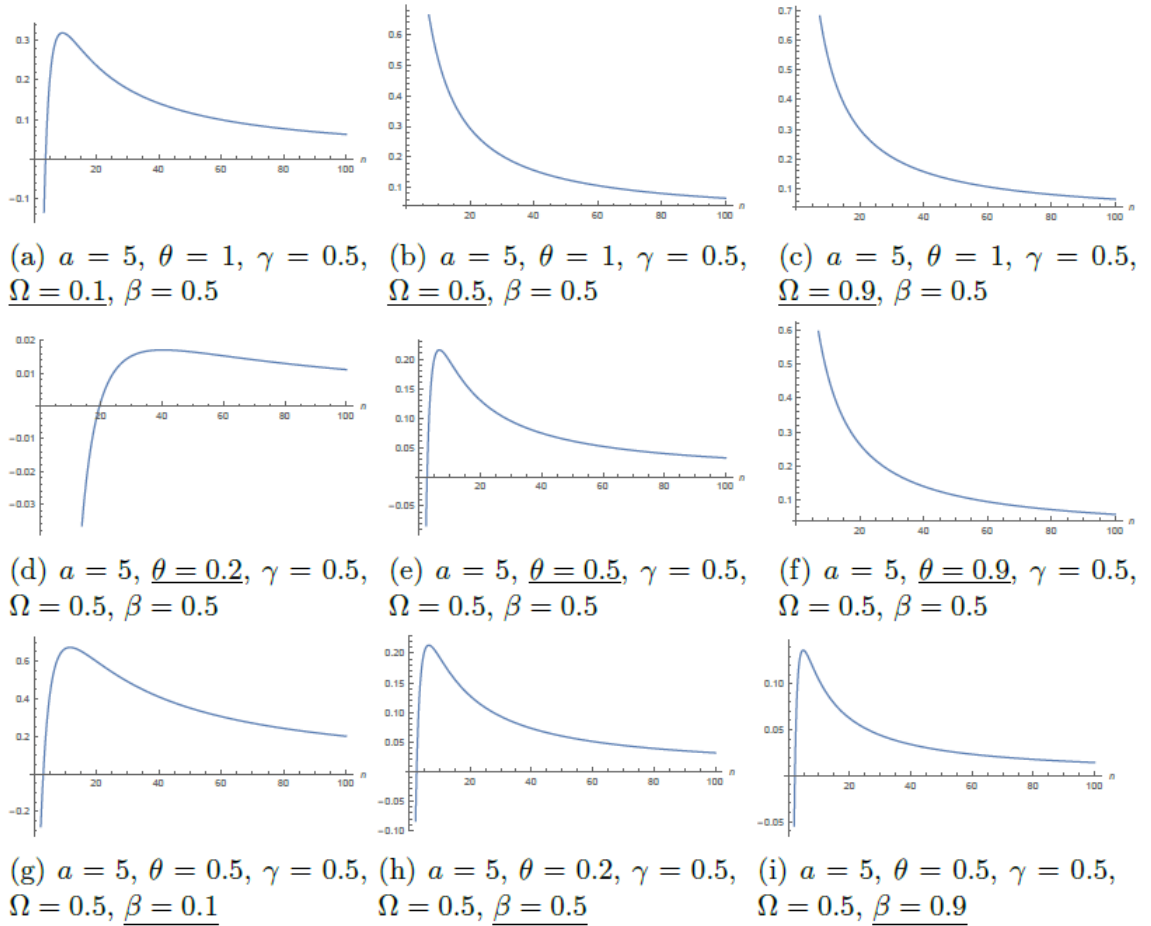 0.3
0.2
0.1
20 40 60 80 100 n
−0.1
(a) a = 5, θ = 1, γ = 0.5,
Ω = 0.1, β = 0.5
0.6
0.5
0.4
0.3
0.2
0.1
20 40 60 80 100 n
(b) a = 5, θ = 1, γ = 0.5,
Ω = 0.5, β = 0.5
0.7
0.6
0.5
0.4
0.3
0.2
0.1
20 40 60 80 100 n
(c) a = 5, θ = 1, γ = 0.5,
Ω = 0.9, β = 0.5
0.02
0.01
20 40 60 80 100 n
−0.01
−0.02
−0.03
(d) a = 5, θ = 0.2, γ = 0.5,
Ω = 0.5, β = 0.5
0.20
0.15
0.10
0.05
20 40 60 80 100 n
−0.05
(e) a = 5, θ = 0.5, γ = 0.5,
Ω = 0.5, β = 0.5
0.6
0.5
0.4
0.3
0.2
0.1
20 40 60 80 100 n
(f) a = 5, θ = 0.9, γ = 0.5,
Ω = 0.5, β = 0.5
0.6
0.4
0.2
20 40 60 80 100 n
−0.2
(g) a = 5, θ = 0.5, γ = 0.5,
Ω = 0.5, β = 0.1
0.20
0.15
0.10
0.05
20 40 60 80 100 n
−0.05
−0.10
(h) a = 5, θ = 0.2, γ = 0.5,
Ω = 0.5, β = 0.5
0.10
0.05
20 40 60 80 100 n
−0.05
(i) a = 5, θ = 0.5, γ = 0.5,
Ω = 0.5, β = 0.9